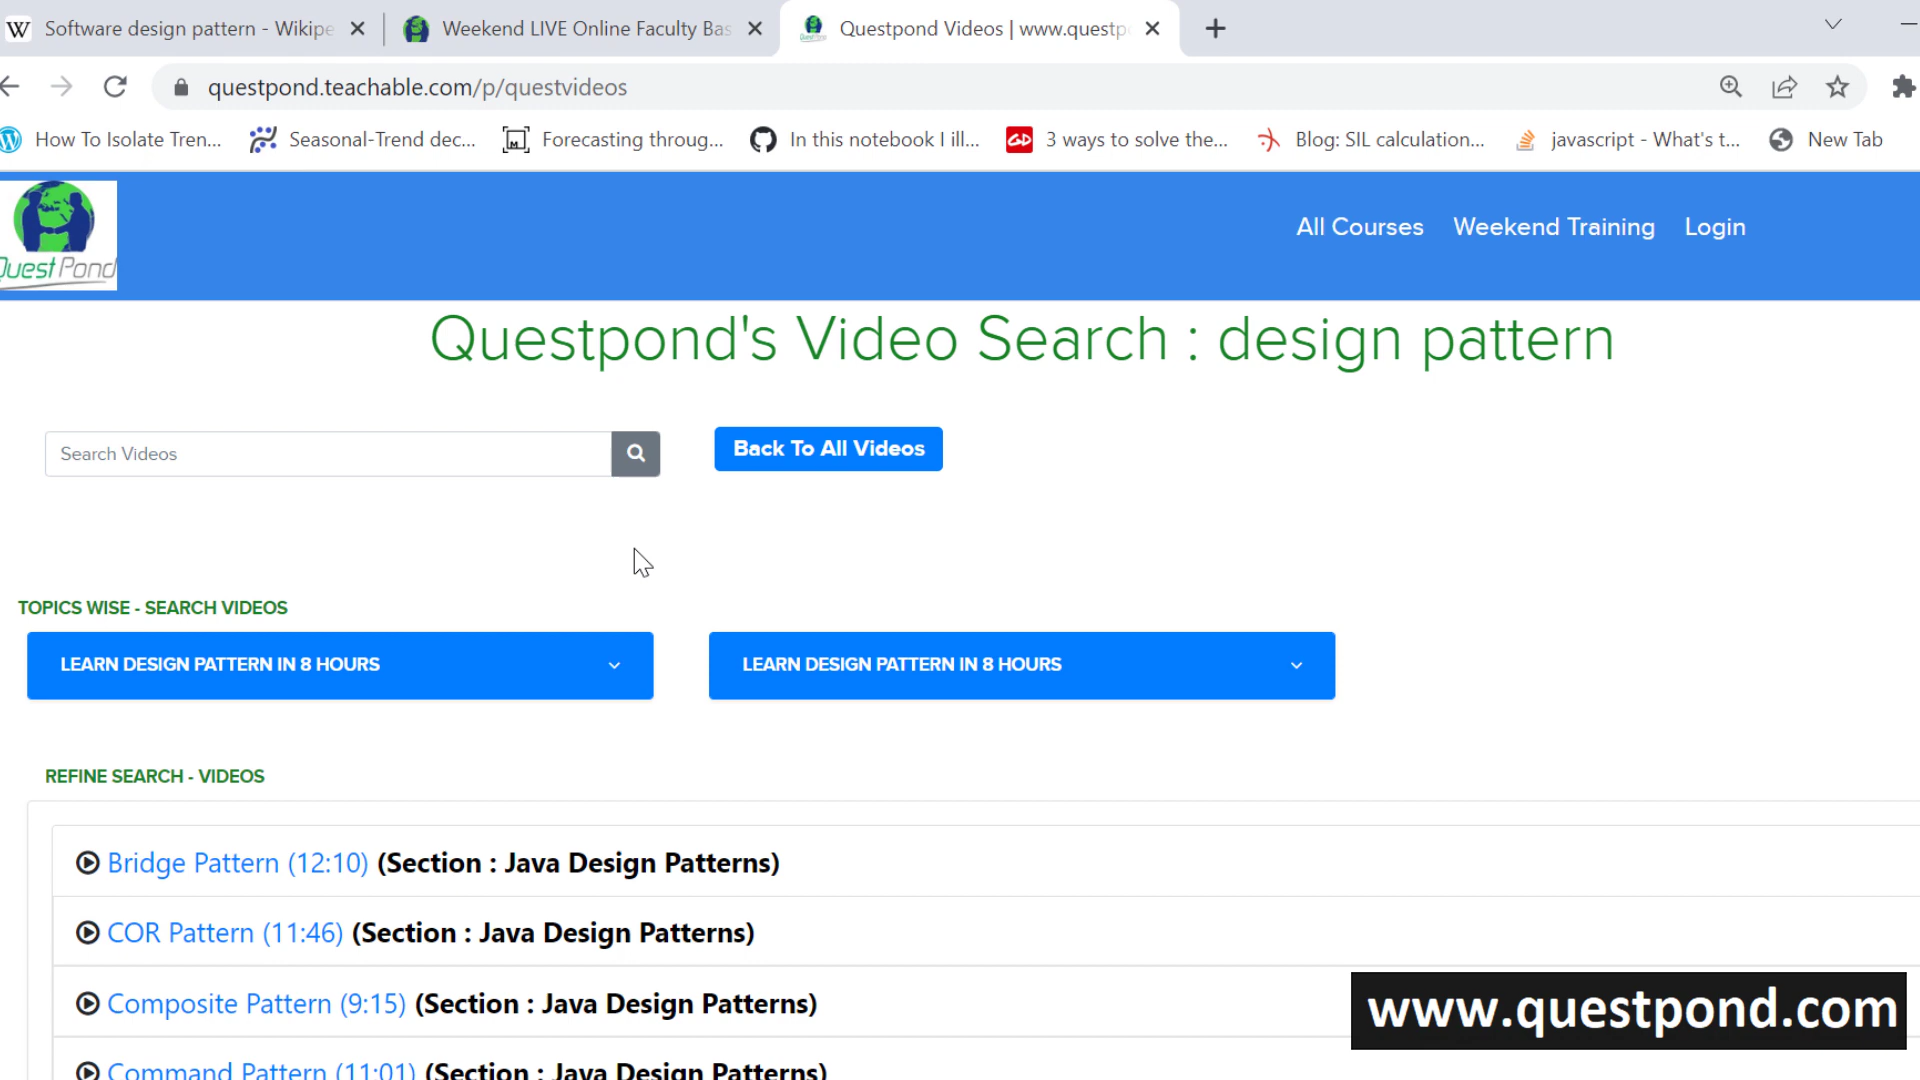 W Software design pattern - Wikipe
Weekend LIVE Online Faculty Bas
Questpond Videos | www.questp
questpond.teachable.com/p/questvideos
How To Isolate Tren...
Seasonal-Trend dec...
M Forecasting throug...
In this notebook I ill...
GD 3 ways to solve the...
Blog: SIL calculation...
javascript - What's t...
New Tab
QuestPond
All Courses
Weekend Training
Login
Questpond's Video Search : design pattern
Search Videos
Back To All Videos
TOPICS WISE - SEARCH VIDEOS
LEARN DESIGN PATTERN IN 8 HOURS
LEARN DESIGN PATTERN IN 8 HOURS
REFINE SEARCH - VIDEOS
Bridge Pattern (12:10) (Section : Java Design Patterns)
COR Pattern (11:46) (Section : Java Design Patterns)
Composite Pattern (9:15) (Section : Java Design Patterns)
Command Pattern (11:01) (Section : Java Design Patterns)
www.questpond.com